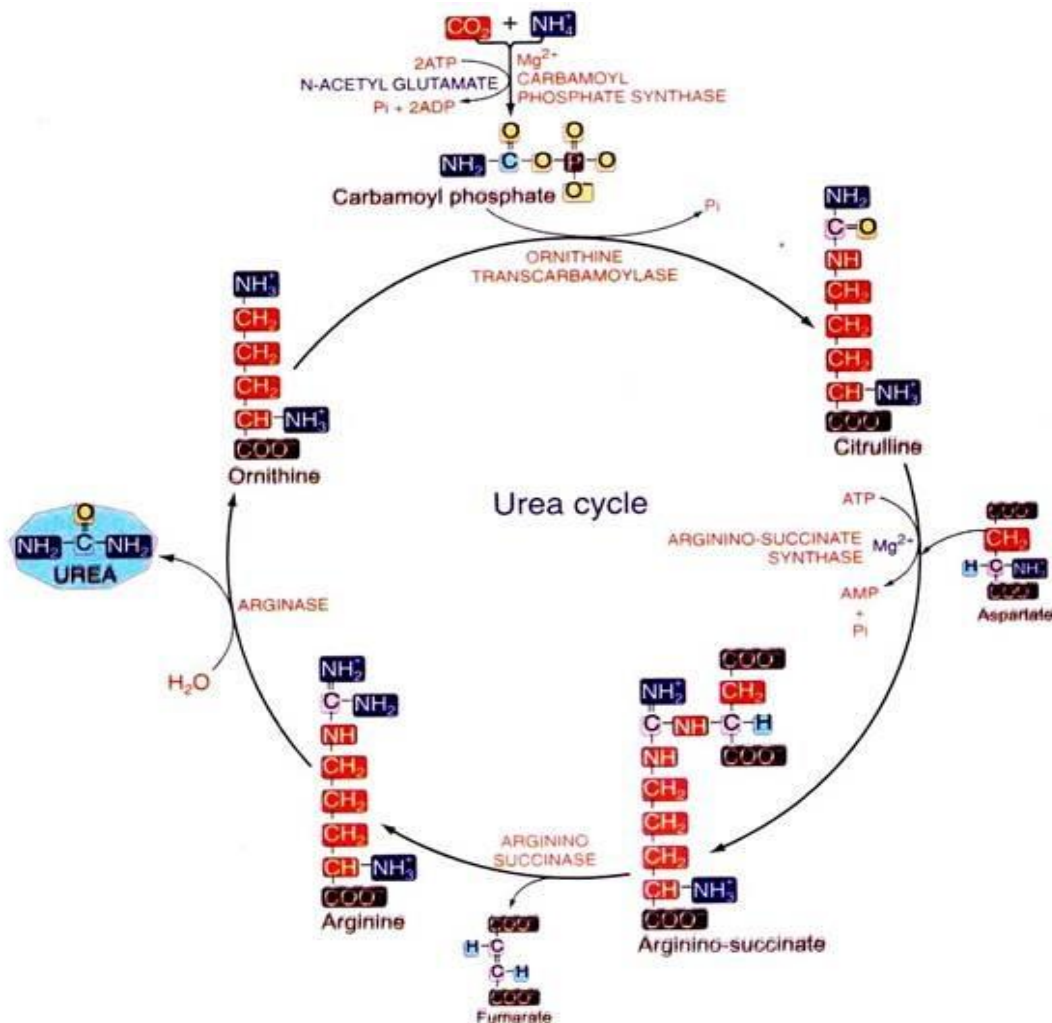 CO₂ + NH₄⁺
2ATP
Mg²⁺
N-ACETYL GLUTAMATE
CARBAMOYL
PHOSPHATE SYNTHASE
Pi + 2ADP
O O
NH₂ C O P O
O⁻
Carbamoyl phosphate
Pi
ORNITHINE
TRANSCARBAMOYLASE
NH₃⁺
CH₂
CH₂
CH₂
CH NH₃⁺
COO⁻
Ornithine
NH₂
C=O
NH
CH₂
CH₂
CH₂
CH NH₃⁺
COO⁻
Citrulline
Urea cycle
ATP
ARGININO-SUCCINATE
SYNTHASE
Mg²⁺
AMP
+
Pi
COO⁻
CH₂
H C NH₃⁺
COO⁻
Aspartate
O
NH₂ C NH₂
UREA
ARGINASE
H₂O
NH₂⁺
C NH₂
NH
CH₂
CH₂
CH₂
CH NH₃⁺
COO⁻
Arginine
COO⁻
NH₂⁺ CH₂
C NH C H
NH COO⁻
CH₂
CH₂
CH₂
CH NH₃⁺
COO⁻
Arginino-succinate
ARGININO
SUCCINASE
COO⁻
H C
C H
COO⁻
Fumarate